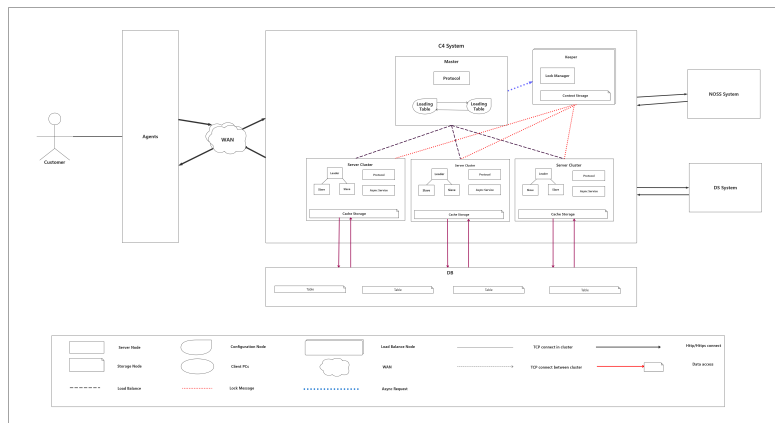 C4 System
Master
Protocol
Loading
Table
Loading
Table
Keeper
Lock Manager
Context Storage
NOSS System
Agents
WAN
Customer
Server Cluster
Leader
Slave
Slave
Protocol
Async Service
Cache Storage
Server Cluster
Leader
Slave
Slave
Protocol
Async Service
Cache Storage
Server Cluster
Leader
Slave
Slave
Protocol
Async Service
Cache Storage
DS System
DB
Table
Table
Table
Table
Server Node
Configuration Node
Load Balance Node
TCP connect in cluster
Http/Https connect
Storage Node
Client PCs
WAN
TCP connect between cluster
Data access
Load Balance
Lock Message
Async Request